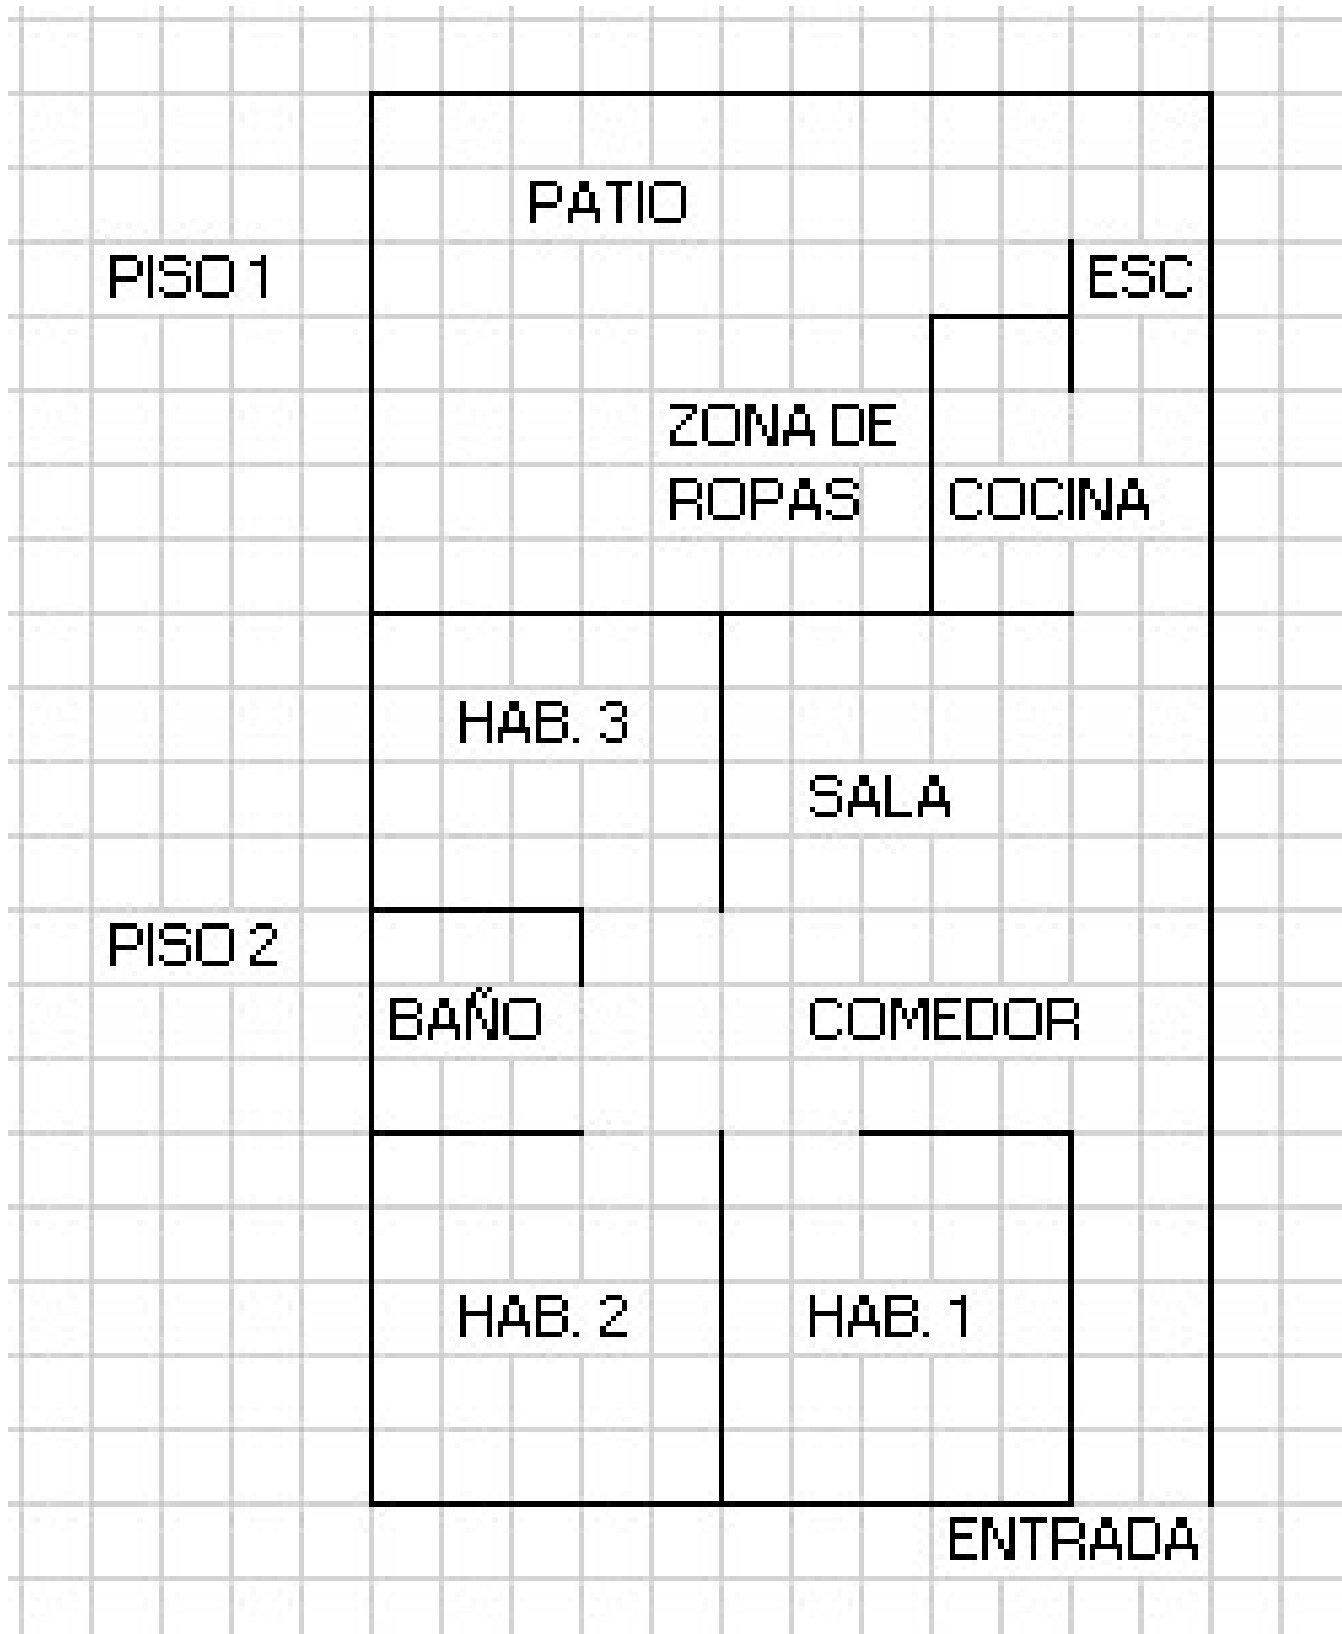 PATIO
PISO 1
ESC
ZONA DE
ROPAS
COCINA
HAB. 3
SALA
PISO 2
BAÑO
COMEDOR
HAB. 2
HAB. 1
ENTRADA